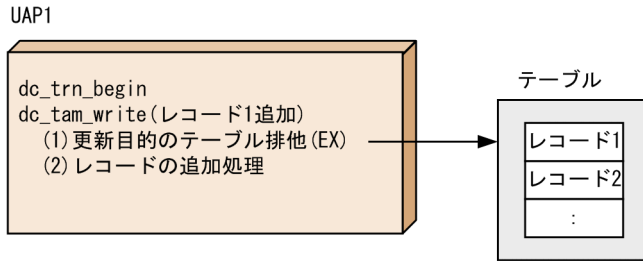 UAP1
dc_trn_begin
dc_tam_write(レコード1追加)
(1)更新目的のテーブル排他(EX)
(2)レコードの追加処理
テーブル
レコード1
レコード2
: